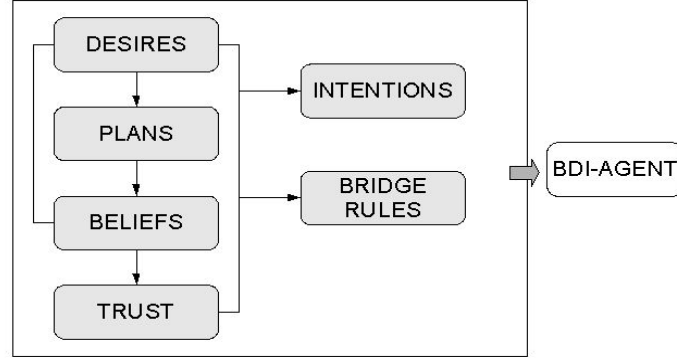 DESIRES
PLANS
BELIEFS
TRUST
INTENTIONS
BRIDGE
RULES
BDI-AGENT